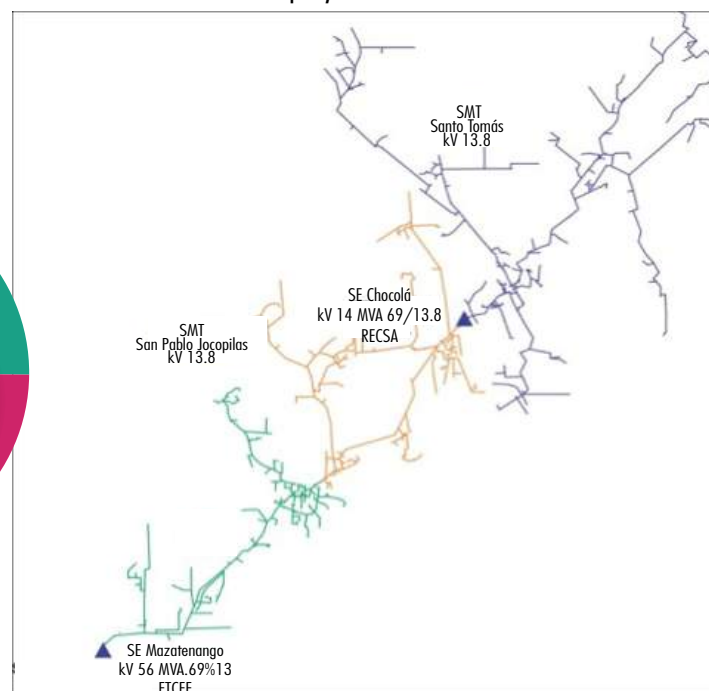 SMT
Santo Tomás
kV 13.8
SE Chocolá
kV 14 MVA 69/13.8
RECSA
SMT
San Pablo Jocopilas
kV 13.8
SE Mazatenango
kV 56 MVA.69%13